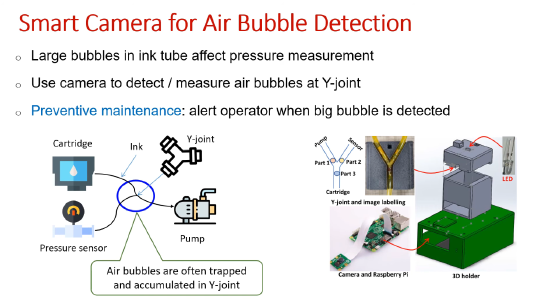 Smart Camera for Air Bubble Detection
Large bubbles in ink tube affect pressure measurement
Use camera to detect / measure air bubbles at Y-joint
Preventive maintenance: alert operator when big bubble is detected
Cartridge
Ink
Y-joint
Pressure sensor
Pump
Air bubbles are often trapped
and accumulated in Y-joint
Pump
Sensor
Part 1
Part 2
Part 3
Cartridge
Y-joint and image labelling
LED
Camera and Raspberry Pi
3D holder